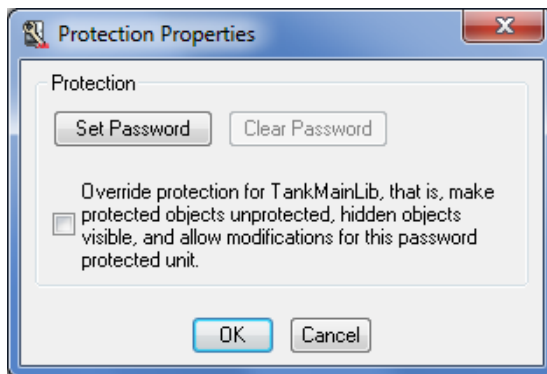 Protection Properties
Protection
Set Password Clear Password
Override protection for TankMainLib, that is, make
protected objects unprotected, hidden objects
visible, and allow modifications for this password
protected unit.
OK Cancel